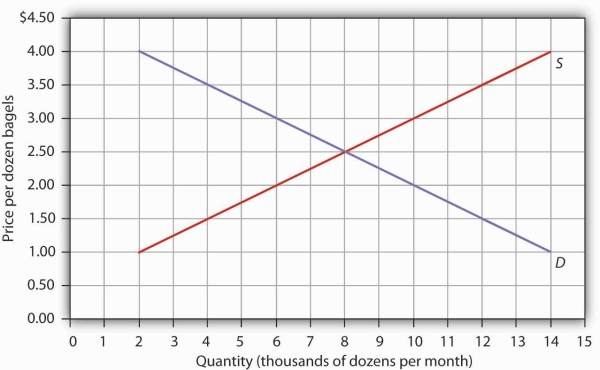 $4.50
4.00
3.50
3.00
2.50
2.00
1.50
1.00
0.50
0.00
Price per dozen bagels
S
D
0 1 2 3 4 5 6 7 8 9 10 11 12 13 14 15
Quantity (thousands of dozens per month)